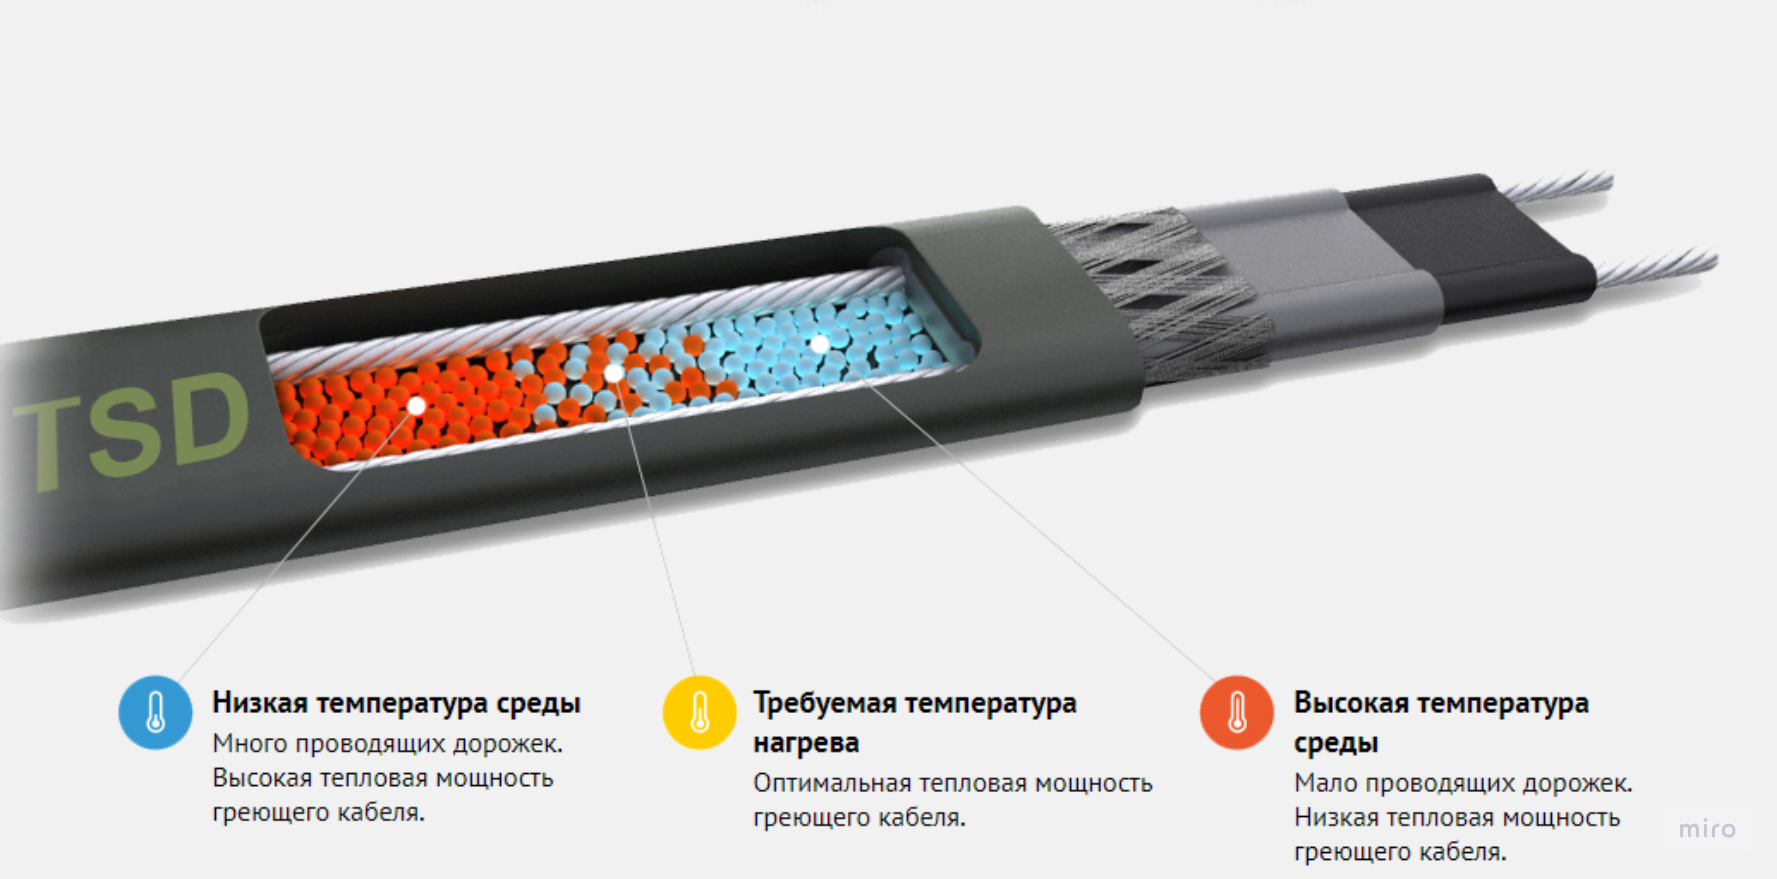 TSD
Низкая температура среды
Много проводящих дорожек.
Высокая тепловая мощность
греющего кабеля.
Требуемая температура
нагрева
Оптимальная тепловая мощность
греющего кабеля.
Высокая температура
среды
Мало проводящих дорожек.
Низкая тепловая мощность
греющего кабеля.
miro